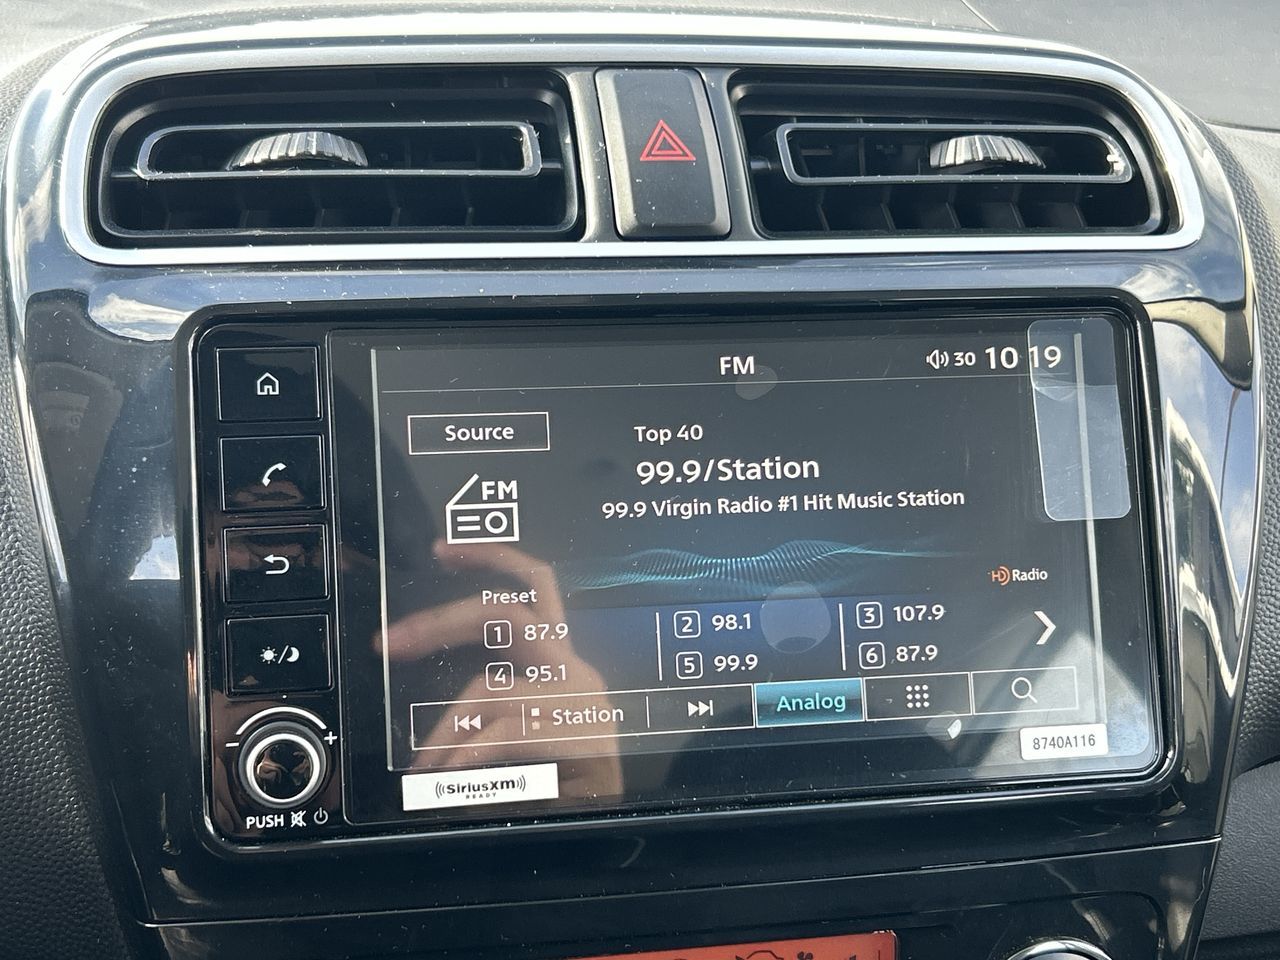 FM
30 10 19
Source
Top 40
99.9/Station
FM
99.9 Virgin Radio #1 Hit Music Station
HD Radio
Preset
1 87.9
2 98.1
3 107.9
4 95.1
5 99.9
6 87.9
Station
Analog
8740A116
((SiriusXM))
READY
- +
PUSH